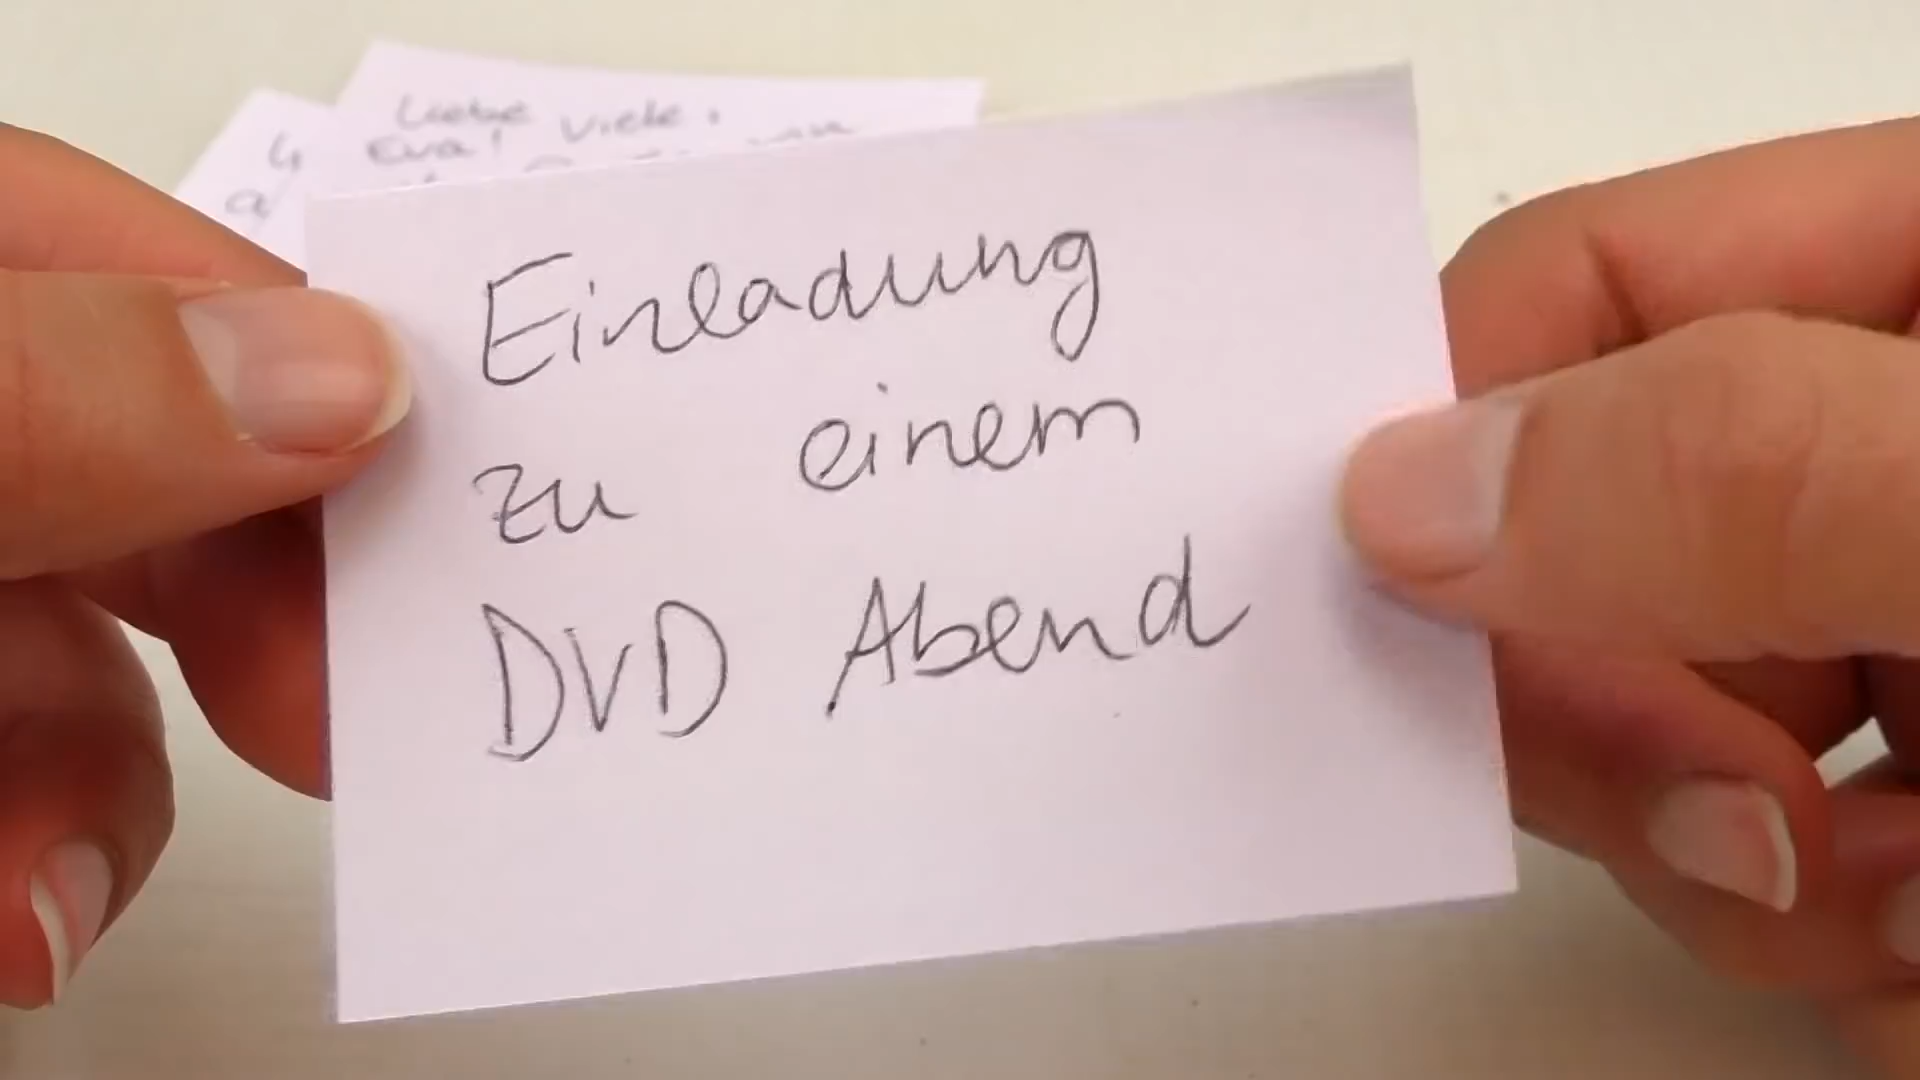 Liebe Viele
Eva!
Einladung
zu einem
DVD Abend